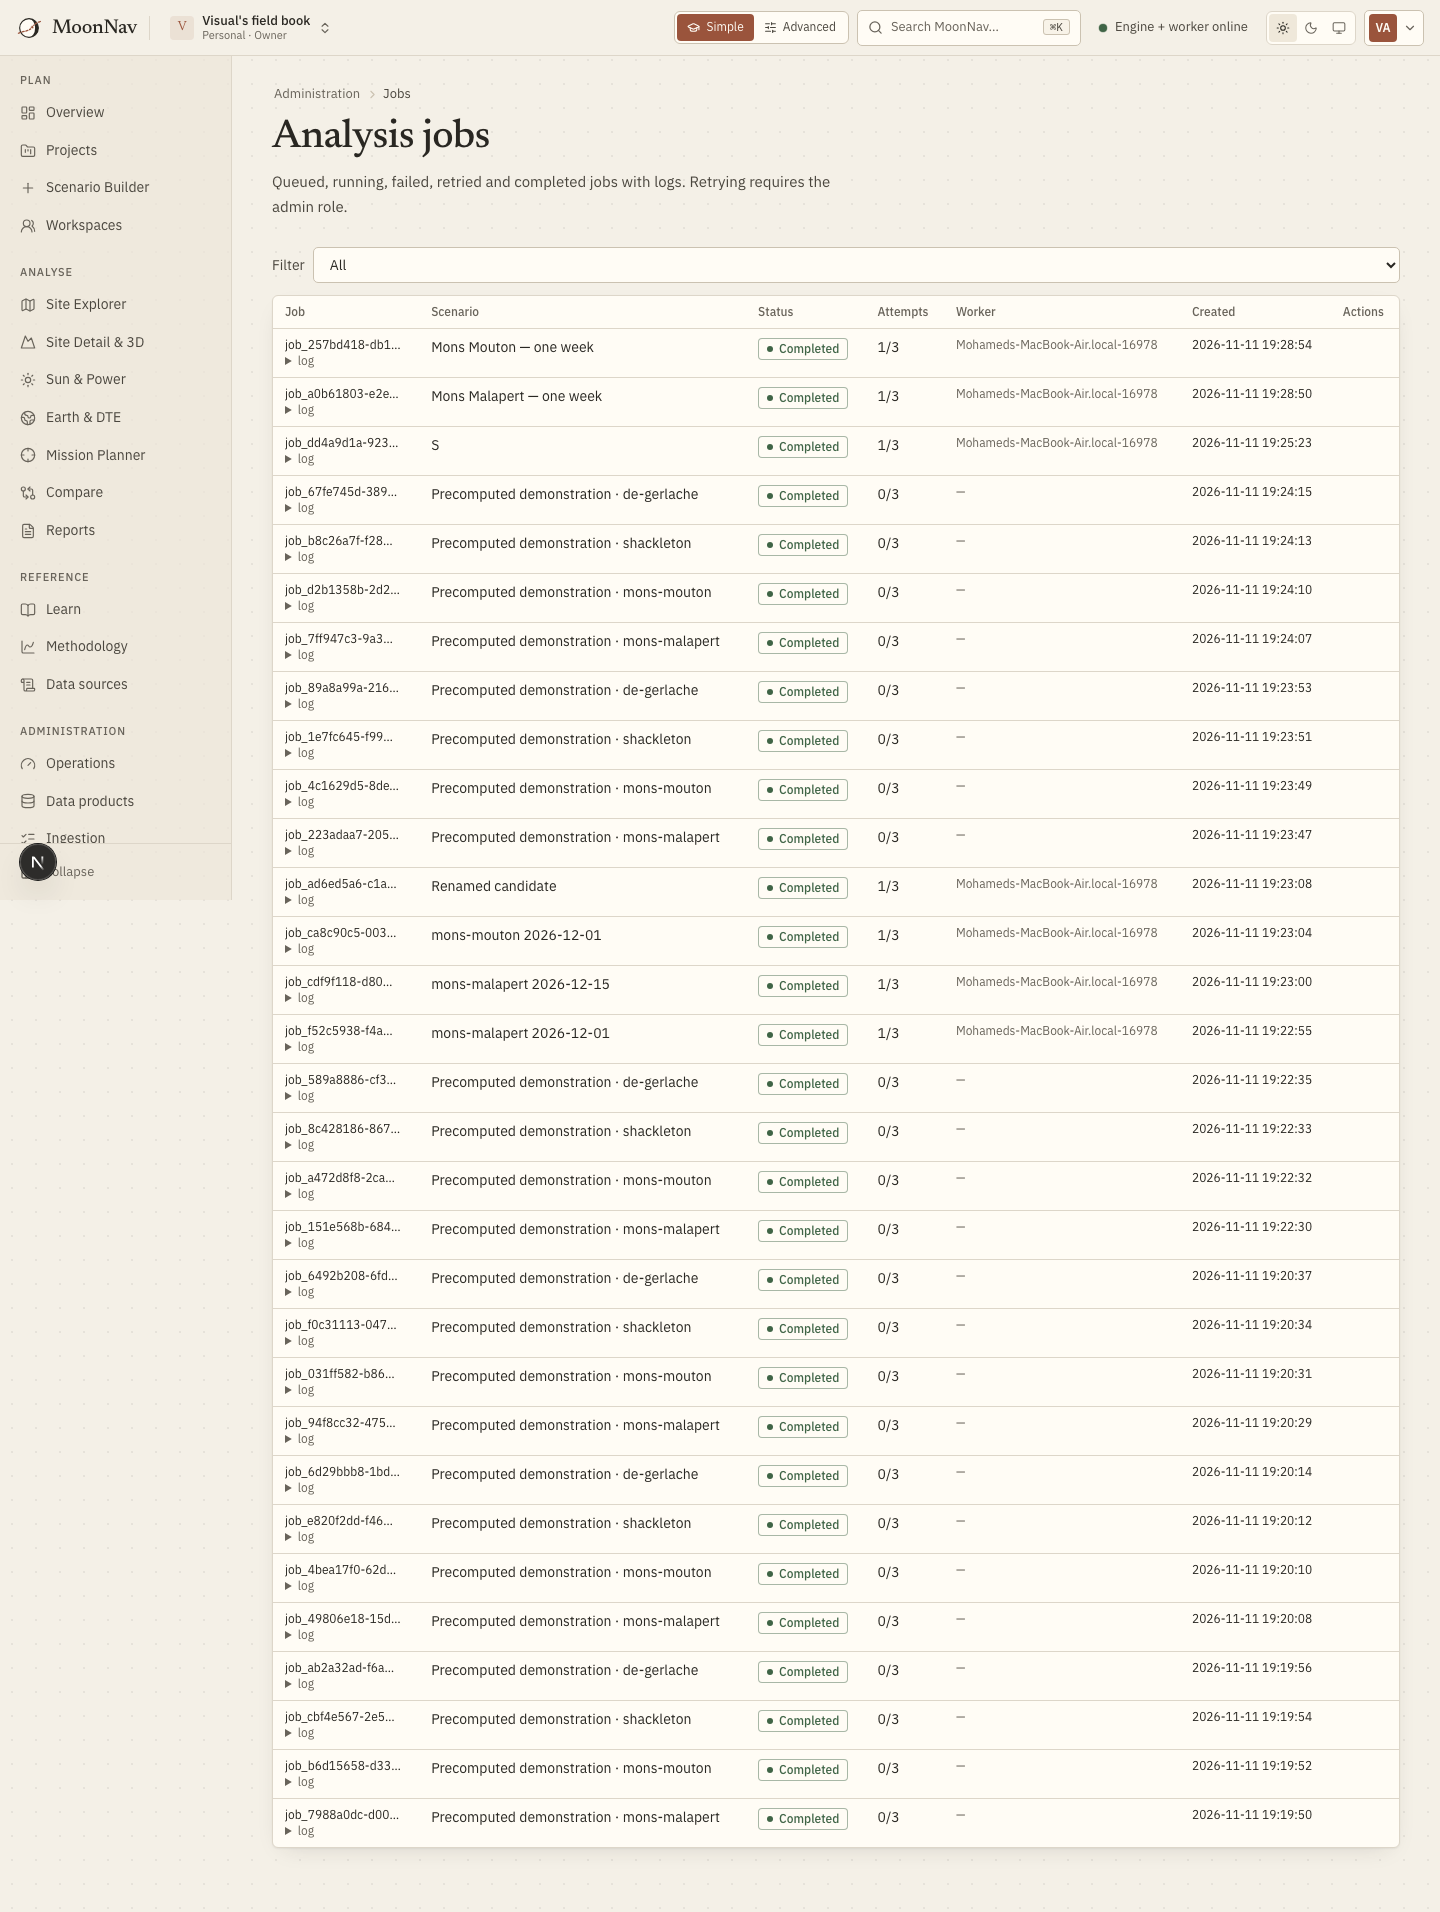 MoonNav
V
Visual's field book
Personal · Owner
Simple
Advanced
Search MoonNav...
⌘K
Engine + worker online
VA
PLAN
Overview
Projects
Scenario Builder
Workspaces
ANALYSE
Site Explorer
Site Detail & 3D
Sun & Power
Earth & DTE
Mission Planner
Compare
Reports
REFERENCE
Learn
Methodology
Data sources
ADMINISTRATION
Operations
Data products
Ingestion
N
ollapse
Administration > Jobs
Analysis jobs
Queued, running, failed, retried and completed jobs with logs. Retrying requires the
admin role.
Filter All
Job Scenario Status Attempts Worker Created Actions
job_257bd418-db1... Mons Mouton — one week Completed 1/3 Mohameds-MacBook-Air.local-16978 2026-11-11 19:28:54
log
job_a0b61803-e2e... Mons Malapert — one week Completed 1/3 Mohameds-MacBook-Air.local-16978 2026-11-11 19:28:50
log
job_dd4a9d1a-923... S Completed 1/3 Mohameds-MacBook-Air.local-16978 2026-11-11 19:25:23
log
job_67fe745d-389... Precomputed demonstration · de-gerlache Completed 0/3 — 2026-11-11 19:24:15
log
job_b8c26a7f-f28... Precomputed demonstration · shackleton Completed 0/3 — 2026-11-11 19:24:13
log
job_d2b1358b-2d2... Precomputed demonstration · mons-mouton Completed 0/3 — 2026-11-11 19:24:10
log
job_7ff947c3-9a3... Precomputed demonstration · mons-malapert Completed 0/3 — 2026-11-11 19:24:07
log
job_89a8a99a-216... Precomputed demonstration · de-gerlache Completed 0/3 — 2026-11-11 19:23:53
log
job_1e7fc645-f99... Precomputed demonstration · shackleton Completed 0/3 — 2026-11-11 19:23:51
log
job_4c1629d5-8de... Precomputed demonstration · mons-mouton Completed 0/3 — 2026-11-11 19:23:49
log
job_223adaa7-205... Precomputed demonstration · mons-malapert Completed 0/3 — 2026-11-11 19:23:47
log
job_ad6ed5a6-c1a... Renamed candidate Completed 1/3 Mohameds-MacBook-Air.local-16978 2026-11-11 19:23:08
log
job_ca8c90c5-003... mons-mouton 2026-12-01 Completed 1/3 Mohameds-MacBook-Air.local-16978 2026-11-11 19:23:04
log
job_cdf9f118-d80... mons-malapert 2026-12-15 Completed 1/3 Mohameds-MacBook-Air.local-16978 2026-11-11 19:23:00
log
job_f52c5938-f4a... mons-malapert 2026-12-01 Completed 1/3 Mohameds-MacBook-Air.local-16978 2026-11-11 19:22:55
log
job_589a8886-cf3... Precomputed demonstration · de-gerlache Completed 0/3 — 2026-11-11 19:22:35
log
job_8c428186-867... Precomputed demonstration · shackleton Completed 0/3 — 2026-11-11 19:22:33
log
job_a472d8f8-2ca... Precomputed demonstration · mons-mouton Completed 0/3 — 2026-11-11 19:22:32
log
job_151e568b-684... Precomputed demonstration · mons-malapert Completed 0/3 — 2026-11-11 19:22:30
log
job_6492b208-6fd... Precomputed demonstration · de-gerlache Completed 0/3 — 2026-11-11 19:20:37
log
job_f0c31113-047... Precomputed demonstration · shackleton Completed 0/3 — 2026-11-11 19:20:34
log
job_031ff582-b86... Precomputed demonstration · mons-mouton Completed 0/3 — 2026-11-11 19:20:31
log
job_94f8cc32-475... Precomputed demonstration · mons-malapert Completed 0/3 — 2026-11-11 19:20:29
log
job_6d29bbb8-1bd... Precomputed demonstration · de-gerlache Completed 0/3 — 2026-11-11 19:20:14
log
job_e820f2dd-f46... Precomputed demonstration · shackleton Completed 0/3 — 2026-11-11 19:20:12
log
job_4bea17f0-62d... Precomputed demonstration · mons-mouton Completed 0/3 — 2026-11-11 19:20:10
log
job_49806e18-15d... Precomputed demonstration · mons-malapert Completed 0/3 — 2026-11-11 19:20:08
log
job_ab2a32ad-f6a... Precomputed demonstration · de-gerlache Completed 0/3 — 2026-11-11 19:19:56
log
job_cbf4e567-2e5... Precomputed demonstration · shackleton Completed 0/3 — 2026-11-11 19:19:54
log
job_b6d15658-d33... Precomputed demonstration · mons-mouton Completed 0/3 — 2026-11-11 19:19:52
log
job_7988a0dc-d00... Precomputed demonstration · mons-malapert Completed 0/3 — 2026-11-11 19:19:50
log